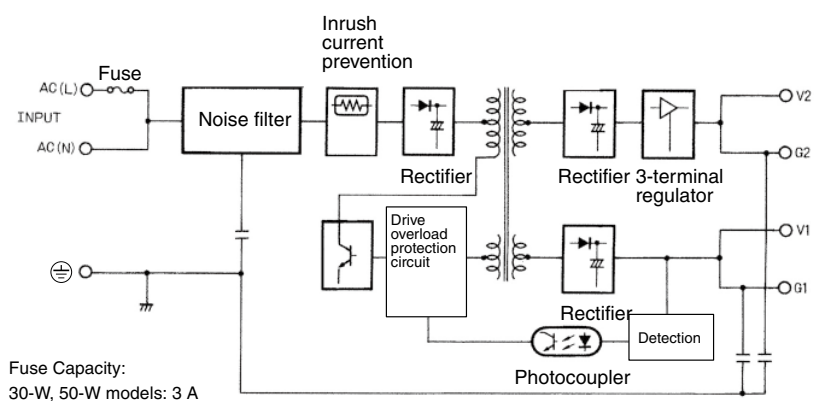 Inrush
current
prevention
AC(L)
Fuse
INPUT
AC(N)
Noise filter
Rectifier
Rectifier
3-terminal
regulator
V2
G2
Drive
overload
protection
circuit
V1
G1
Rectifier
Detection
Photocoupler
Fuse Capacity:
30-W, 50-W models: 3 A